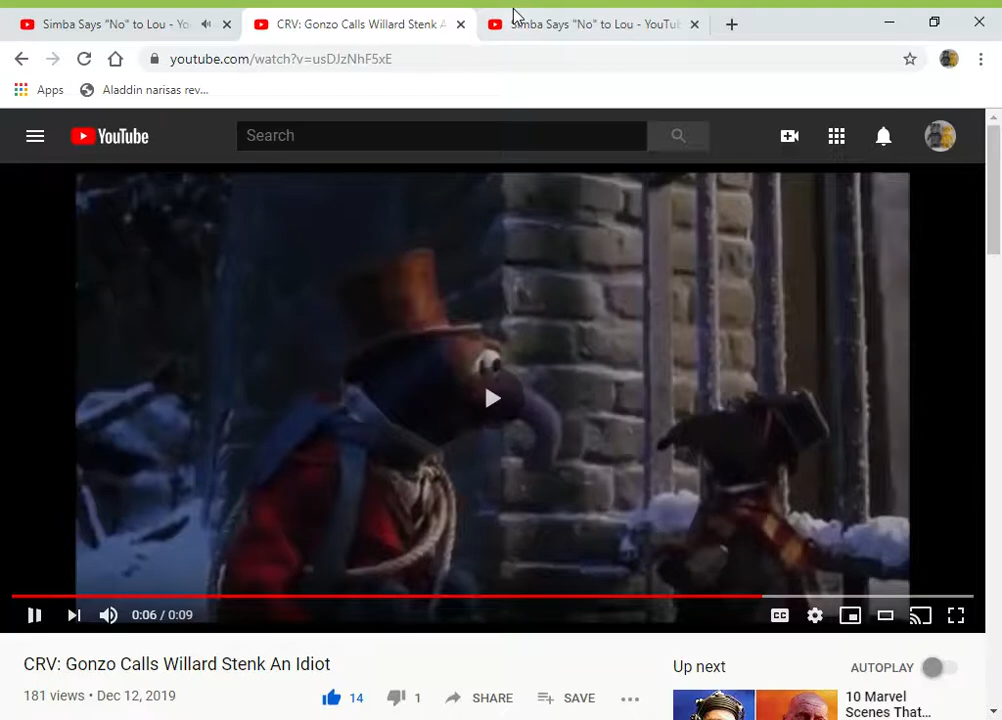 Simba Says "No" to Lou - You
CRV: Gonzo Calls Willard Stenk A
Simba Says "No" to Lou - YouTub
youtube.com/watch?v=usDJzNhF5xE
Apps
Aladdin narisas rev...
YouTube
Search
0:06 / 0:09
CC
CRV: Gonzo Calls Willard Stenk An Idiot
181 views • Dec 12, 2019
14
1
SHARE
SAVE
Up next
AUTOPLAY
10 Marvel
Scenes That...